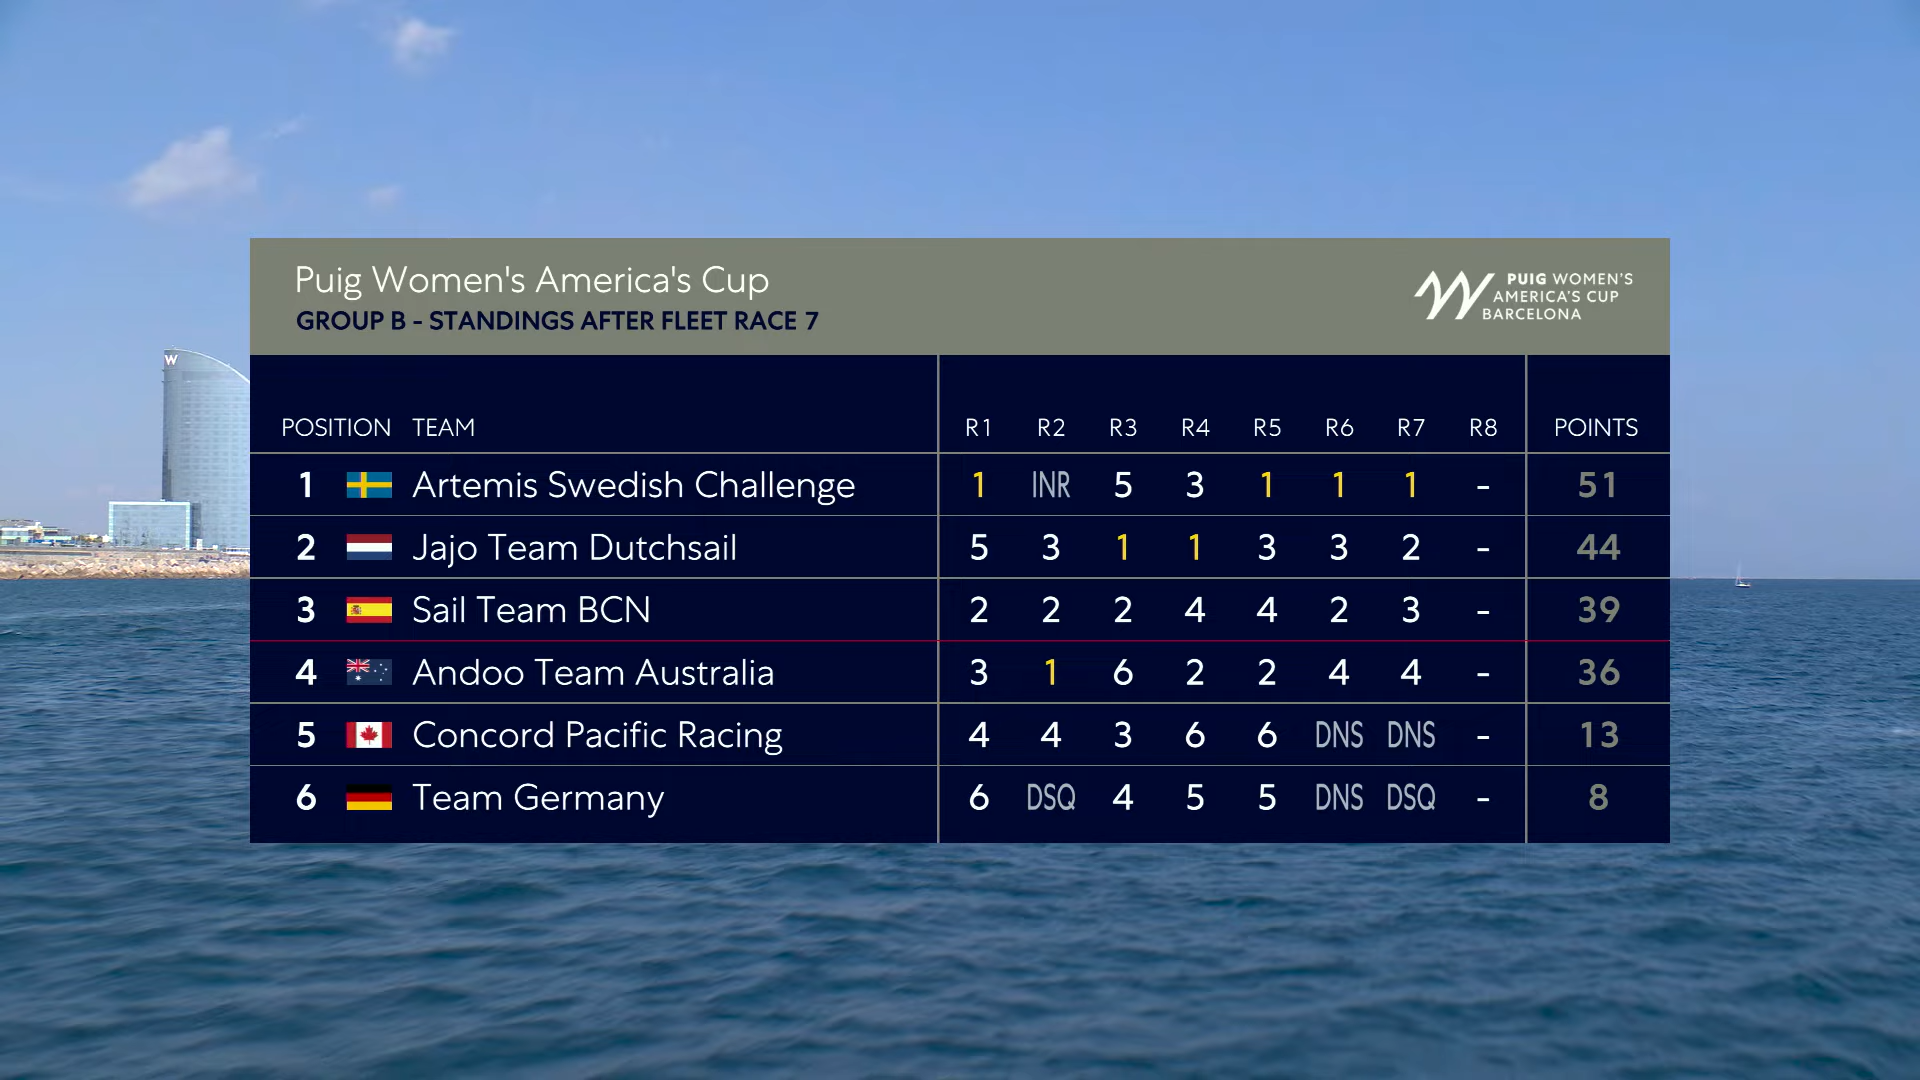 Puig Women's America's Cup
GROUP B - STANDINGS AFTER FLEET RACE 7
PUIG WOMEN'S
AMERICA'S CUP
BARCELONA
W
POSITION TEAM R1 R2 R3 R4 R5 R6 R7 R8 POINTS
1 Artemis Swedish Challenge 1 INR 5 3 1 1 1 - 51
2 Jajo Team Dutchsail 5 3 1 1 3 3 2 - 44
3 Sail Team BCN 2 2 2 4 4 2 3 - 39
4 Andoo Team Australia 3 1 6 2 2 4 4 - 36
5 Concord Pacific Racing 4 4 3 6 6 DNS DNS - 13
6 Team Germany 6 DSQ 4 5 5 DNS DSQ - 8